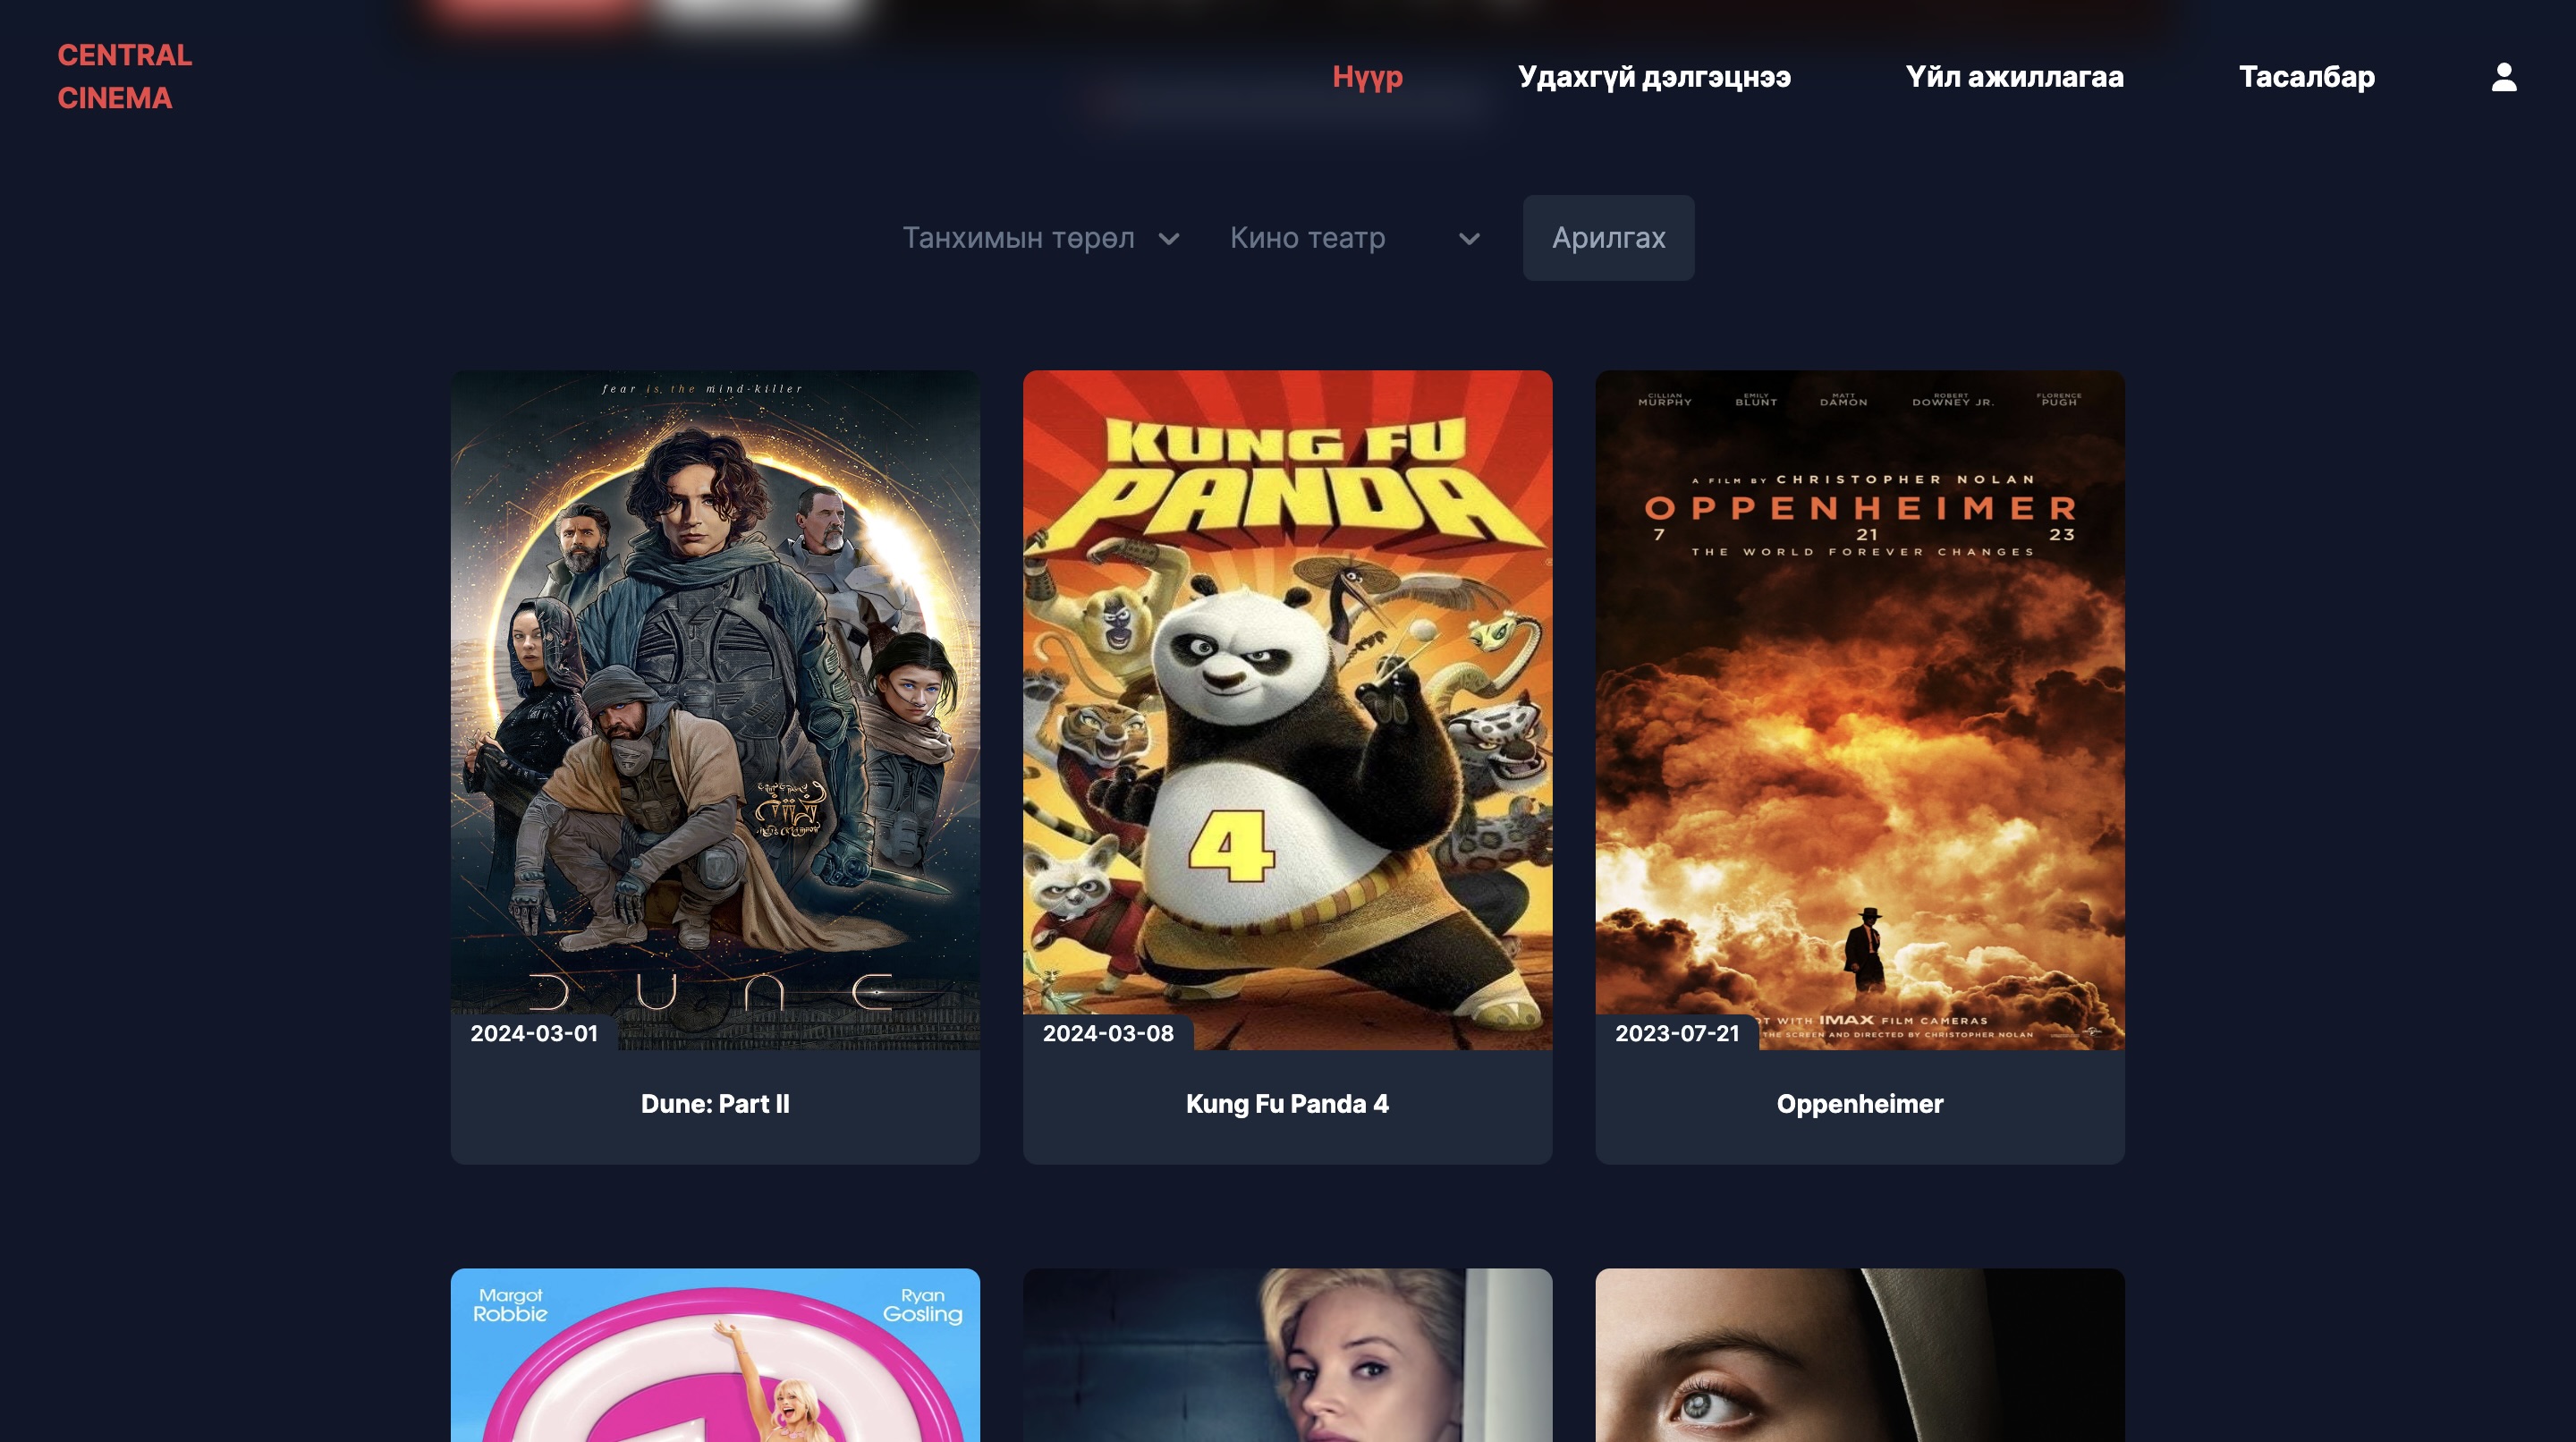 CENTRAL
CINEMA
Нүүр
Удахгүй дэлгэцнээ
Үйл ажиллагаа
Тасалбар
Танхимын төрөл
Кино театр
Арилгах
fear is the mind-killer
DUNE
2024-03-01
Dune: Part II
KUNG FU
PANDA
4
2024-03-08
Kung Fu Panda 4
CILLIAN MURPHY EMILY BLUNT MATT DAMON ROBERT DOWNEY JR. FLORENCE PUGH
A FILM BY CHRISTOPHER NOLAN
OPPENHEIMER
7 21 23
THE WORLD FOREVER CHANGES
WITH IMAX FILM CAMERAS
THE SCREEN AND DIRECTED BY CHRISTOPHER NOLAN
2023-07-21
Oppenheimer
Margot
Robbie
Ryan
Gosling